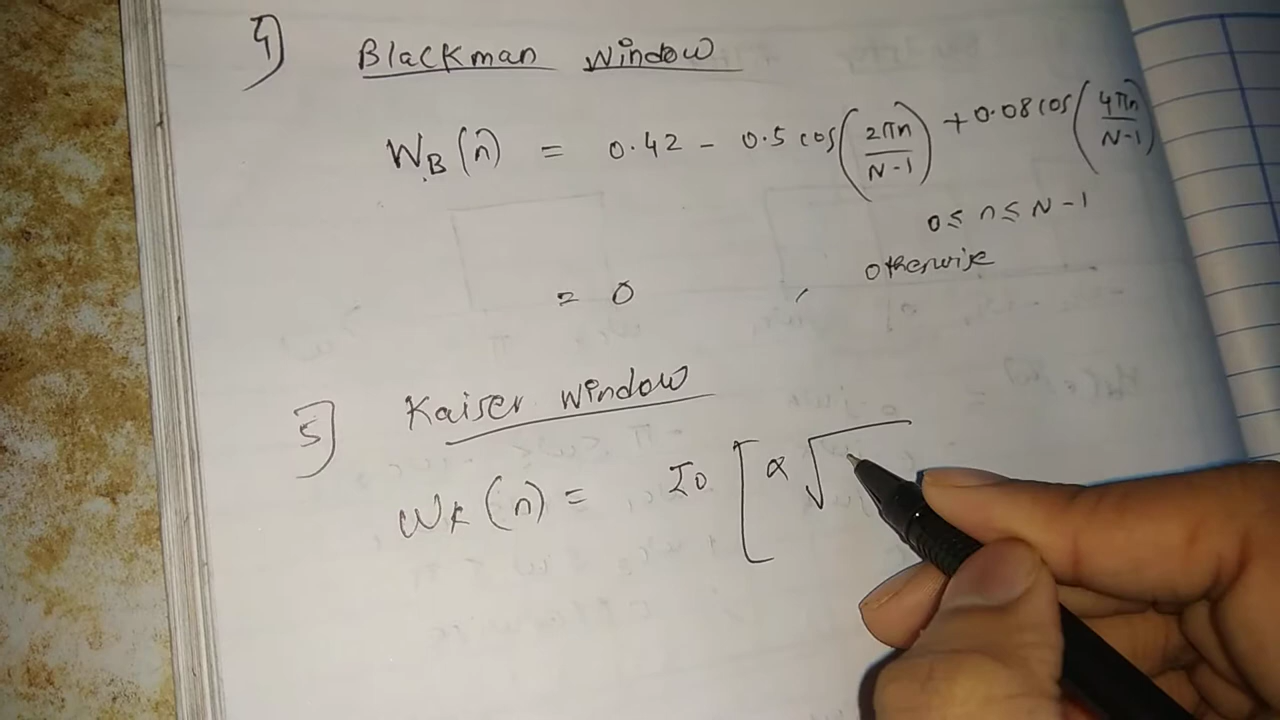 4)
Blackman Window
W_B(n) = 0.42 - 0.5 cos(2πn/N-1) + 0.08 cos(4πn/N-1)
0 ≤ n ≤ N-1
= 0 , otherwise
5) Kaiser Window
W_K(n) = I0 [α√